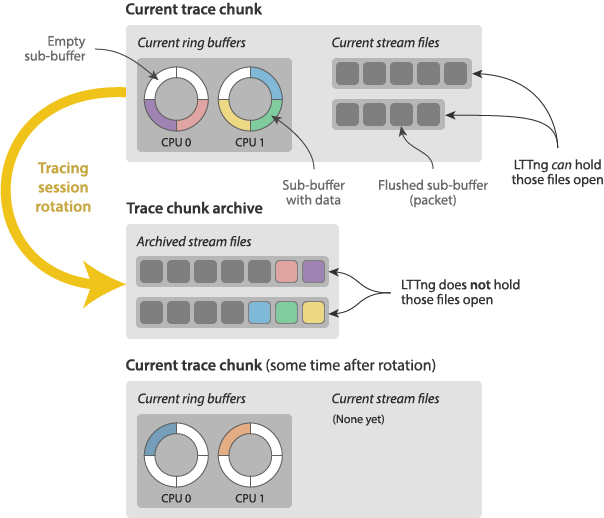 Current trace chunk
Empty
sub-buffer
Current ring buffers
Current stream files
CPU 0
CPU 1
LTTng can hold
those files open
Tracing
session
rotation
Sub-buffer
with data
Flushed sub-buffer
(packet)
Trace chunk archive
Archived stream files
LTTng does not hold
those files open
Current trace chunk (some time after rotation)
Current ring buffers
Current stream files
(None yet)
CPU 0
CPU 1